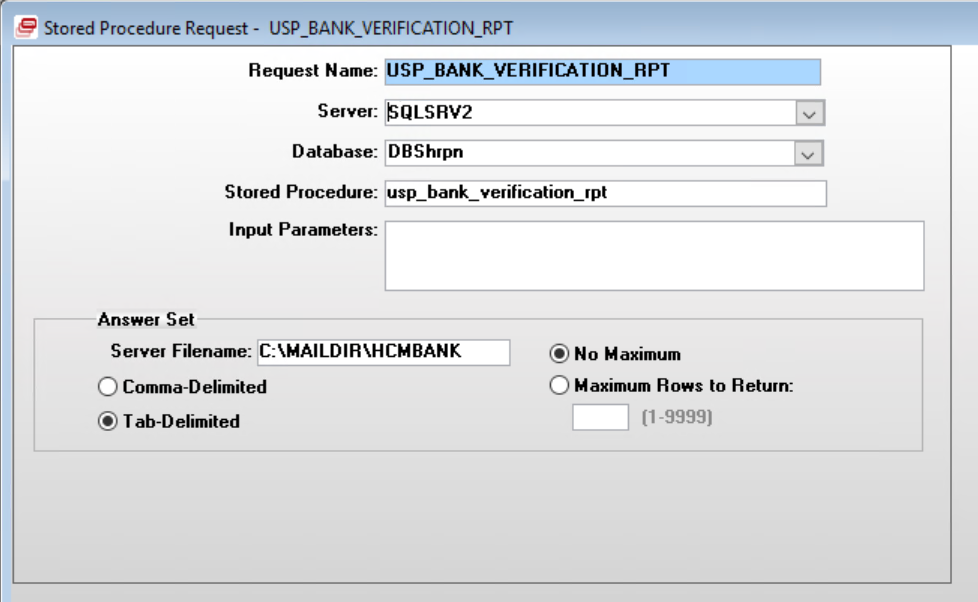 Stored Procedure Request - USP_BANK_VERIFICATION_RPT
Request Name: USP_BANK_VERIFICATION_RPT
Server: SQLSRV2
Database: DBShrpn
Stored Procedure: usp_bank_verification_rpt
Input Parameters:
Answer Set
Server Filename: C:\MAILDIR\HCMBANK
No Maximum
Comma-Delimited
Maximum Rows to Return:
Tab-Delimited
(1-9999)